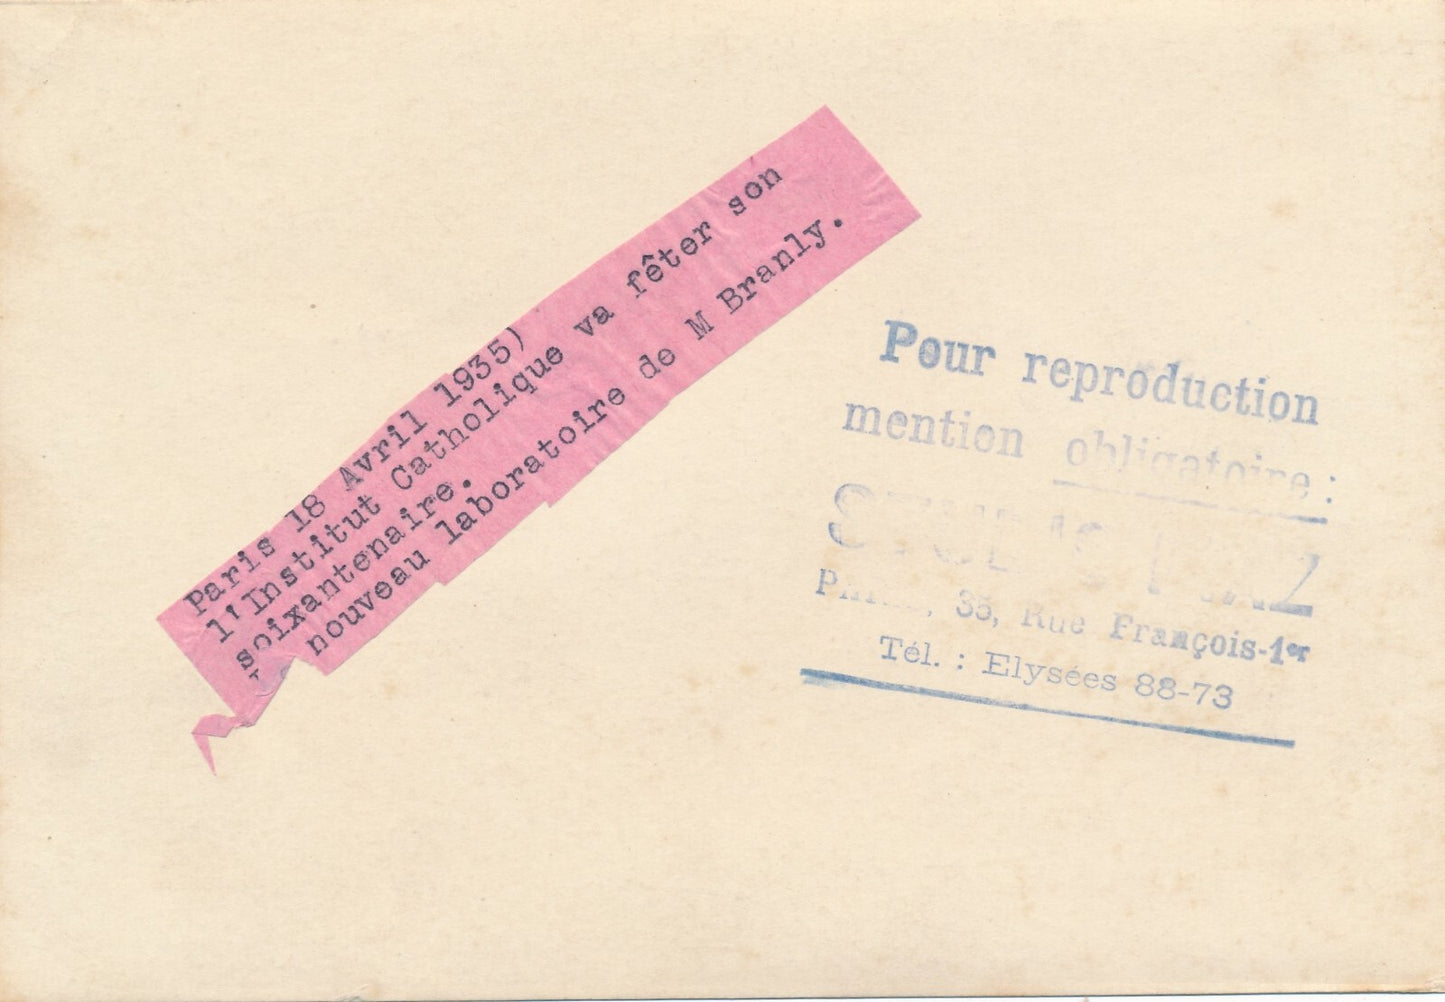 Paris 18 Avril 1935)
l'Institut Catholique va fêter son
soixantenaire.
nouveau laboratoire de M Branly.
Pour reproduction
mention obligatoire :
35, Rue François-1er
Tél. : Elysées 88-73